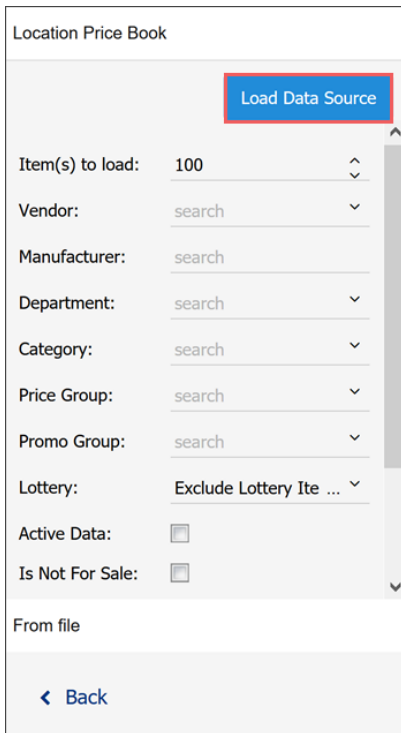 Location Price Book
Load Data Source
Item(s) to load: 100
Vendor: search
Manufacturer: search
Department: search
Category: search
Price Group: search
Promo Group: search
Lottery: Exclude Lottery Ite ...
Active Data:
Is Not For Sale:
From file
Back